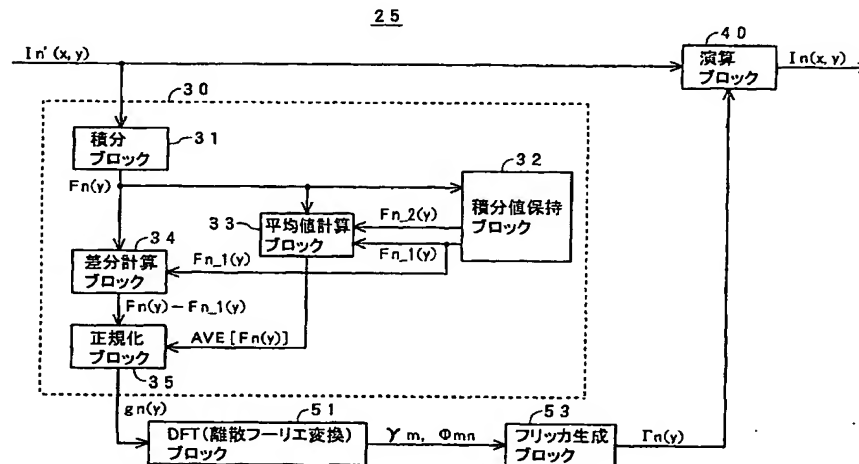 25
In'(x, y)
40
演算
ブロック
In(x, y)
30
積分
ブロック
31
Fn(y)
32
積分値保持
ブロック
33
平均値計算
ブロック
Fn_2(y)
Fn_1(y)
34
差分計算
ブロック
Fn_1(y)
Fn(y)－Fn_1(y)
正規化
ブロック
35
AVE [Fn(y)]
gn(y)
51
DFT(離散フーリエ変換)
ブロック
γm, Φmn
53
フリッカ生成
ブロック
Γn(y)